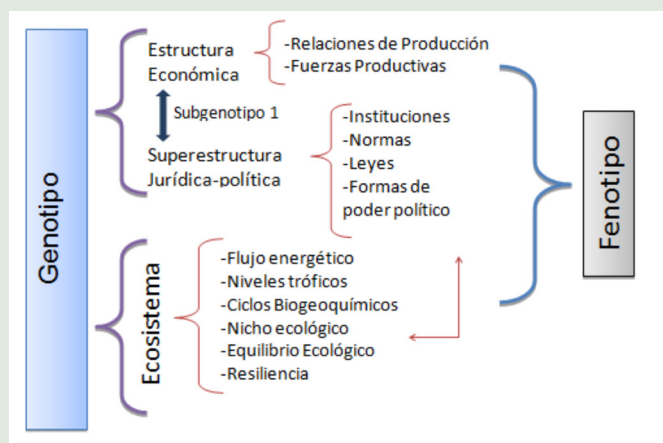 Genotipo
Estructura
Económica
-Relaciones de Producción
-Fuerzas Productivas
Subgenotipo 1
Superestructura
Jurídica-política
-Instituciones
-Normas
-Leyes
-Formas de
poder político
Ecosistema
-Flujo energético
-Niveles tróficos
-Ciclos Biogeoquímicos
-Nicho ecológico
-Equilibrio Ecológico
-Resiliencia
Fenotipo